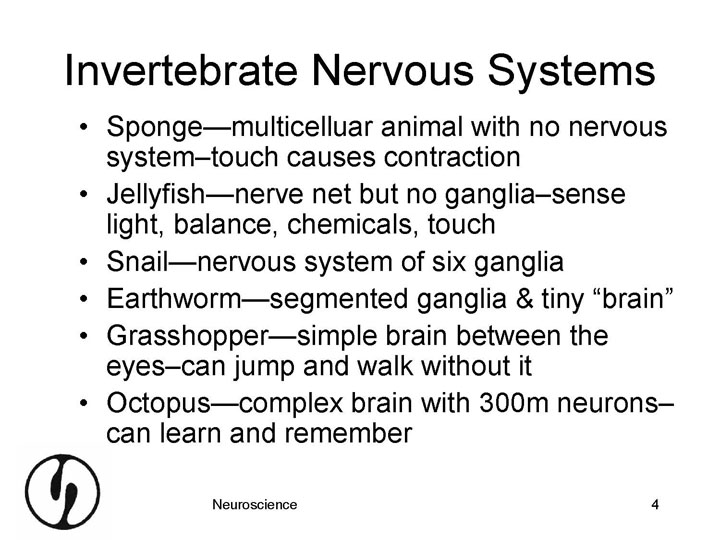 Invertebrate Nervous Systems
• Sponge—multicelluar animal with no nervous
system–touch causes contraction
• Jellyfish—nerve net but no ganglia–sense
light, balance, chemicals, touch
• Snail—nervous system of six ganglia
• Earthworm—segmented ganglia & tiny “brain”
• Grasshopper—simple brain between the
eyes–can jump and walk without it
• Octopus—complex brain with 300m neurons–
can learn and remember
Neuroscience 4